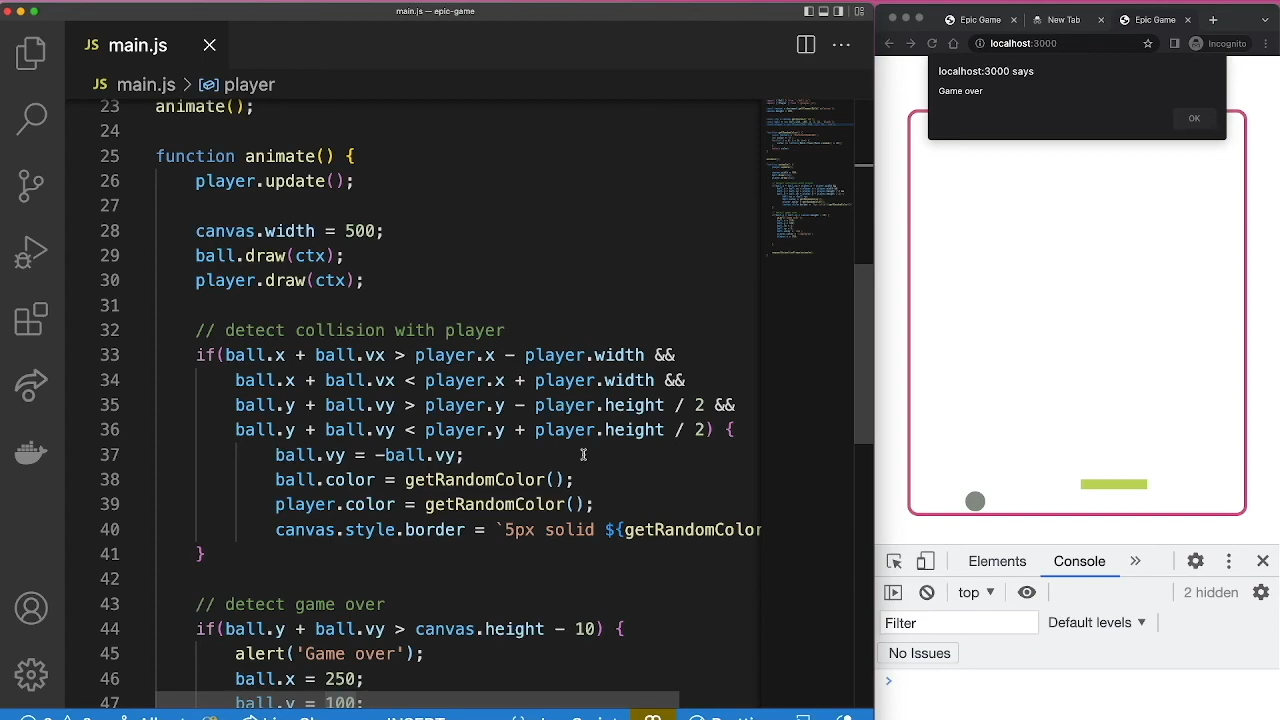 main.js — epic-game
JS main.js
JS main.js > player
23 animate();
24
25 function animate() {
26 player.update();
27
28 canvas.width = 500;
29 ball.draw(ctx);
30 player.draw(ctx);
31
32 // detect collision with player
33 if(ball.x + ball.vx > player.x - player.width &&
34 ball.x + ball.vx < player.x + player.width &&
35 ball.y + ball.vy > player.y - player.height / 2 &&
36 ball.y + ball.vy < player.y + player.height / 2) {
37 ball.vy = -ball.vy;
38 ball.color = getRandomColor();
39 player.color = getRandomColor();
40 canvas.style.border = `5px solid ${getRandomColor
41 }
42
43 // detect game over
44 if(ball.y + ball.vy > canvas.height - 10) {
45 alert('Game over');
46 ball.x = 250;
47 ball.y = 100;
Epic Game
New Tab
Epic Game
localhost:3000
Incognito
localhost:3000 says
Game over
OK
Elements
Console
top
2 hidden
Filter
Default levels
No Issues